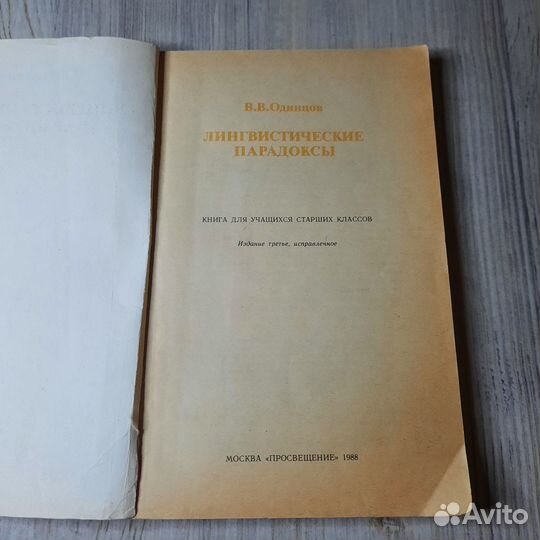 В.В.Одинцов
ЛИНГВИСТИЧЕСКИЕ
ПАРАДОКСЫ
КНИГА ДЛЯ УЧАЩИХСЯ СТАРШИХ КЛАССОВ
Издание третье, исправленное
МОСКВА «ПРОСВЕЩЕНИЕ» 1988
Avito